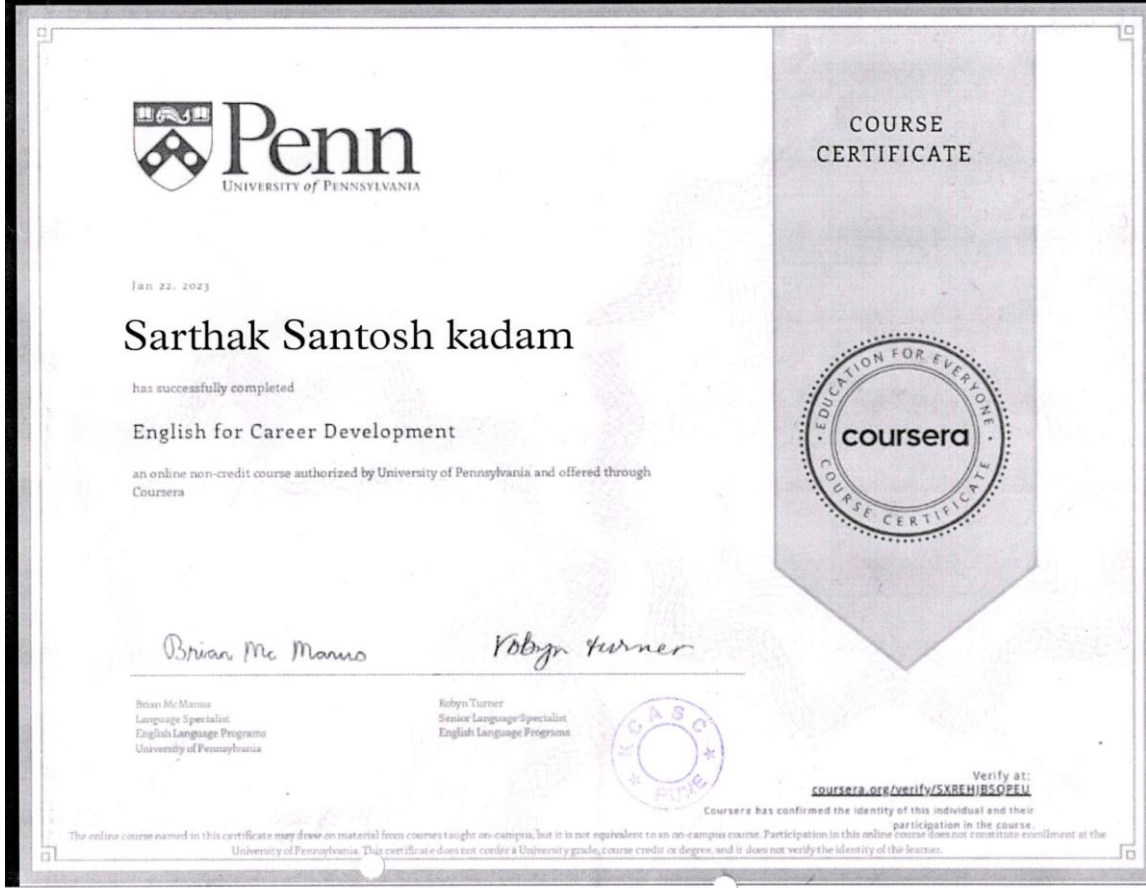 Penn
UNIVERSITY of PENNSYLVANIA
COURSE
CERTIFICATE
Jan 22, 2023
Sarthak Santosh kadam
has successfully completed
English for Career Development
an online non-credit course authorized by University of Pennsylvania and offered through
Coursera
EDUCATION FOR EVERYONE
coursera
COURSE CERTIFICATE
Brian Mc Manus
Robyn Turner
Brian McManus
Language Specialist
English Language Programs
University of Pennsylvania
Robyn Turner
Senior Language Specialist
English Language Programs
KCASC
PUNE
Verify at:
coursera.org/verify/
Coursera has confirmed the identity of this individual and their
participation in the course.
The online course named in this certificate may draw on material from courses taught on-campus, but it is not equivalent to an on-campus course. Participation in this online course does not constitute enrollment at the
University of Pennsylvania. This certificate does not confer a University grade, course credit or degree, and it does not verify the identity of the learner.